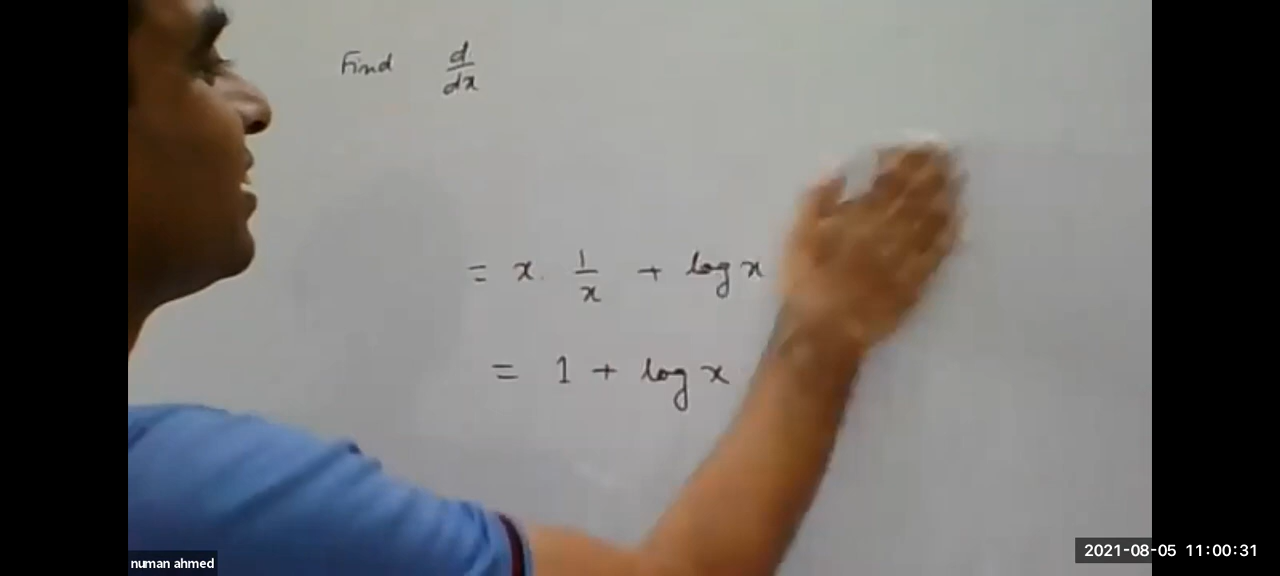 Find d/dx
= x. 1/x + log x
= 1 + log x
numan ahmed
2021-08-05 11:00:31